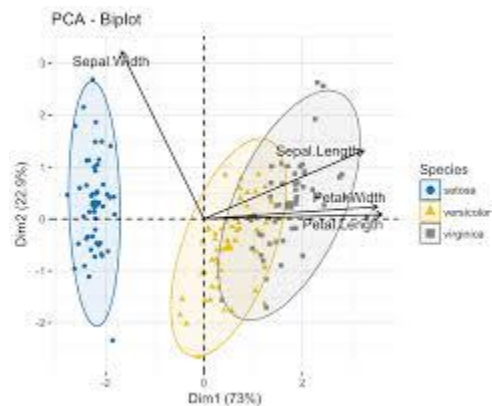 PCA - Biplot
Sepal.Width
Sepal.Length
Petal.Width
Petal.Length
3
2
1
0
-1
-2
-2
0
2
Dim2 (22.9%)
Dim1 (73%)
Species
setosa
versicolor
virginica